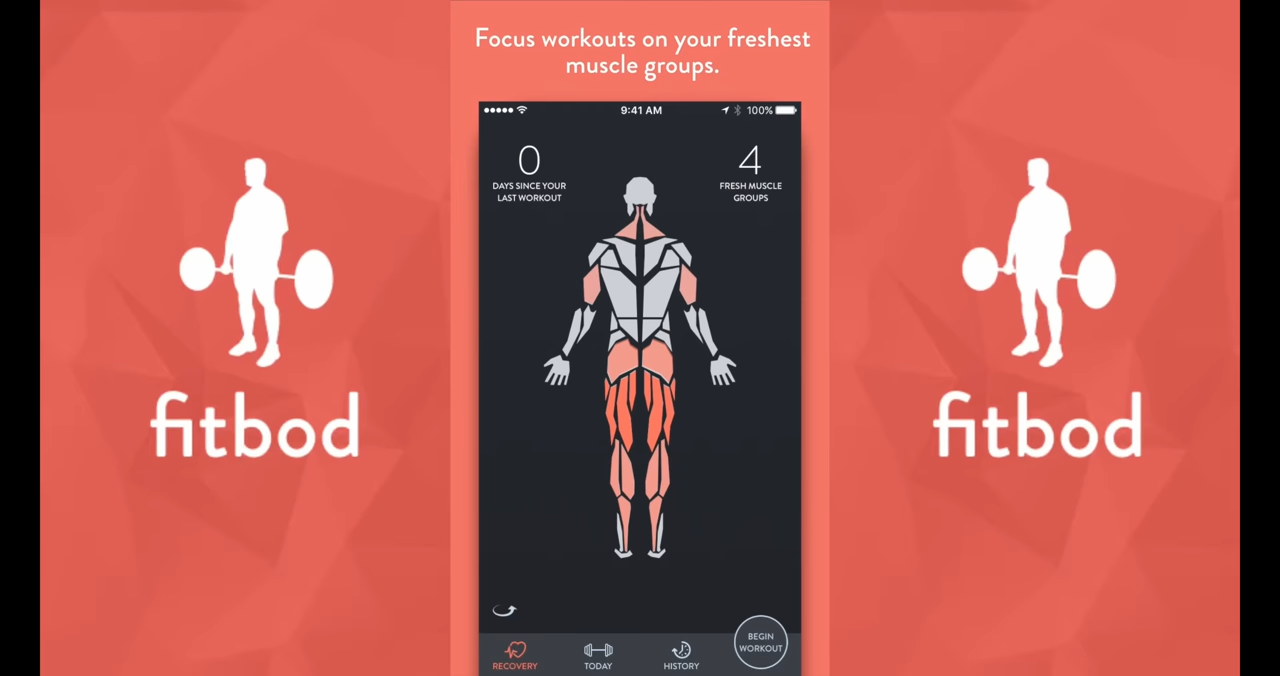 Focus workouts on your freshest
muscle groups.
9:41 AM
100%
0
DAYS SINCE YOUR
LAST WORKOUT
4
FRESH MUSCLE
GROUPS
fitbod
fitbod
BEGIN
WORKOUT
RECOVERY
TODAY
HISTORY